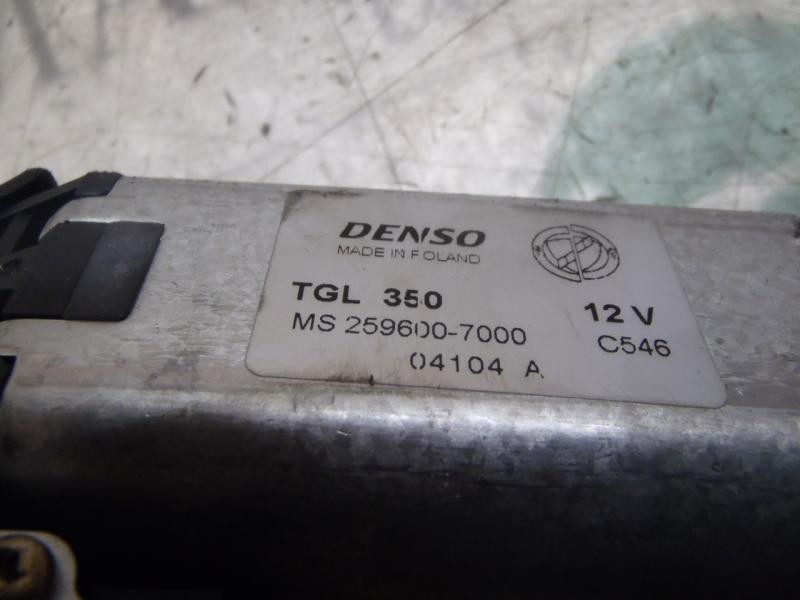 DENSO
MADE IN POLAND
TGL 350
12 V
MS 259600-7000
C546
04104 A